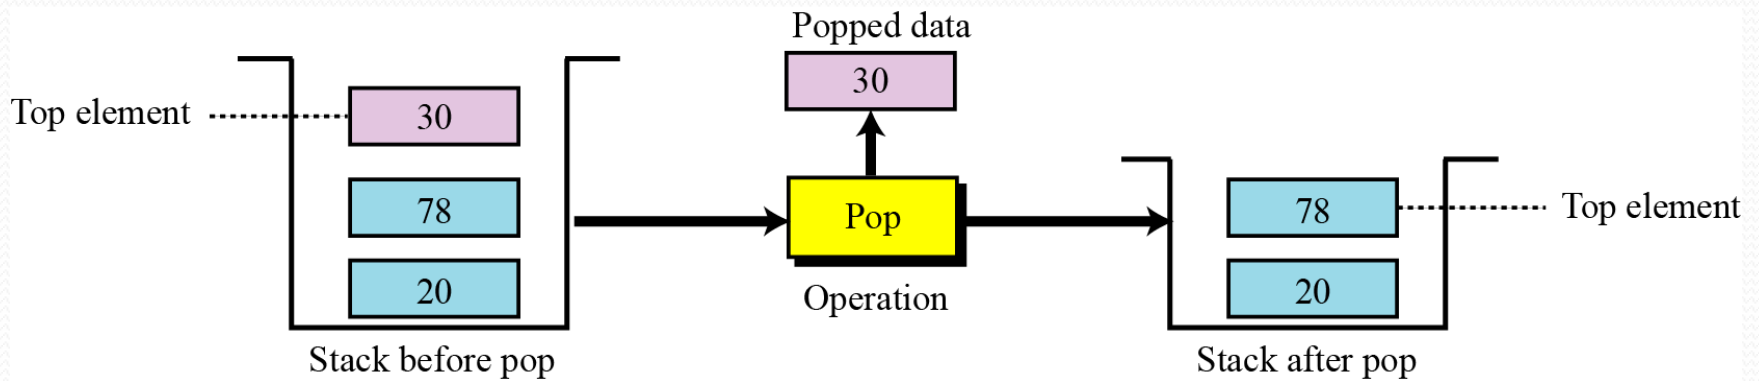 Top element
30
78
20
Stack before pop
Popped data
30
Pop
Operation
78
Top element
20
Stack after pop